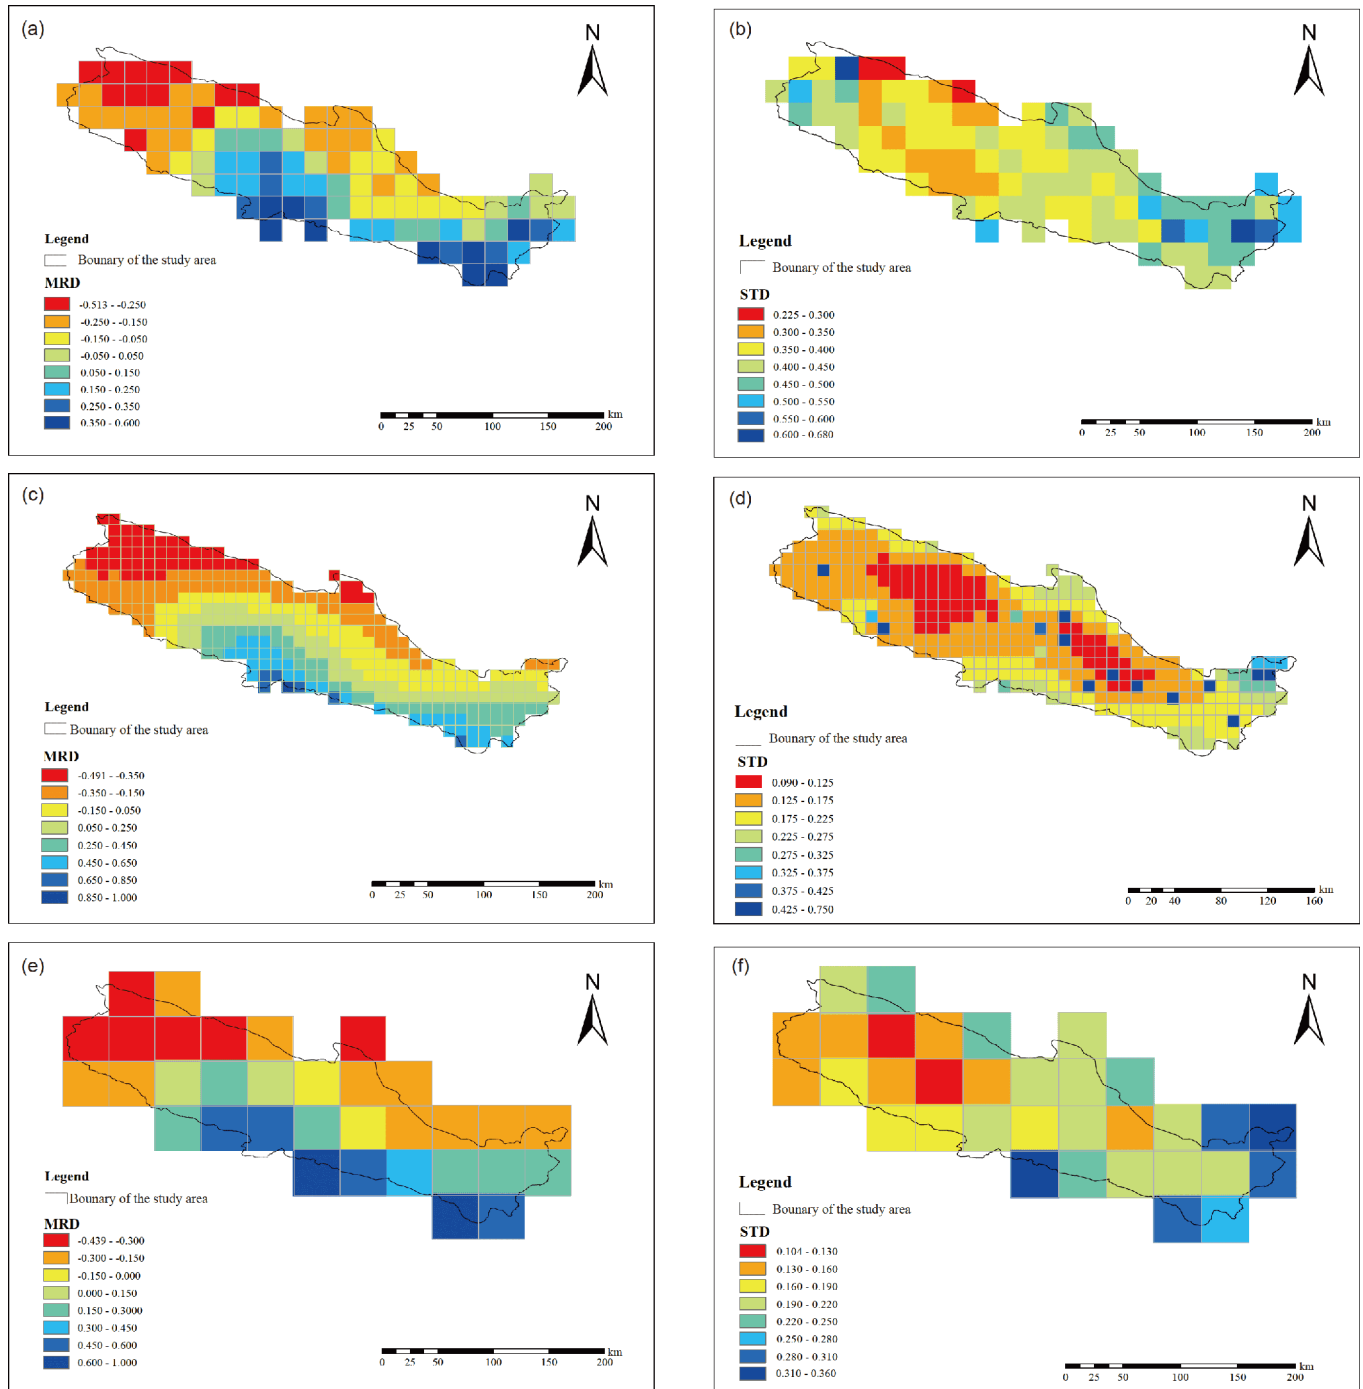 (a)
N
Legend
Bounary of the study area
MRD
-0.513 - -0.250
-0.250 - -0.150
-0.150 - -0.050
-0.050 - 0.050
0.050 - 0.150
0.150 - 0.250
0.250 - 0.350
0.350 - 0.600
km
0 25 50 100 150 200
(b)
N
Legend
Bounary of the study area
STD
0.225 - 0.300
0.300 - 0.350
0.350 - 0.400
0.400 - 0.450
0.450 - 0.500
0.500 - 0.550
0.550 - 0.600
0.600 - 0.680
km
0 25 50 100 150 200
(c)
N
Legend
Bounary of the study area
MRD
-0.491 - -0.350
-0.350 - -0.150
-0.150 - 0.050
0.050 - 0.250
0.250 - 0.450
0.450 - 0.650
0.650 - 0.850
0.850 - 1.000
km
0 25 50 100 150 200
(d)
N
Legend
Bounary of the study area
STD
0.090 - 0.125
0.125 - 0.175
0.175 - 0.225
0.225 - 0.275
0.275 - 0.325
0.325 - 0.375
0.375 - 0.425
0.425 - 0.750
km
0 20 40 80 120 160
(e)
N
Legend
Bounary of the study area
MRD
-0.439 - -0.300
-0.300 - -0.150
-0.150 - 0.000
0.000 - 0.150
0.150 - 0.3000
0.300 - 0.450
0.450 - 0.600
0.600 - 1.000
km
0 25 50 100 150 200
(f)
N
Legend
Bounary of the study area
STD
0.104 - 0.130
0.130 - 0.160
0.160 - 0.190
0.190 - 0.220
0.220 - 0.250
0.250 - 0.280
0.280 - 0.310
0.310 - 0.360
km
0 25 50 100 150 200